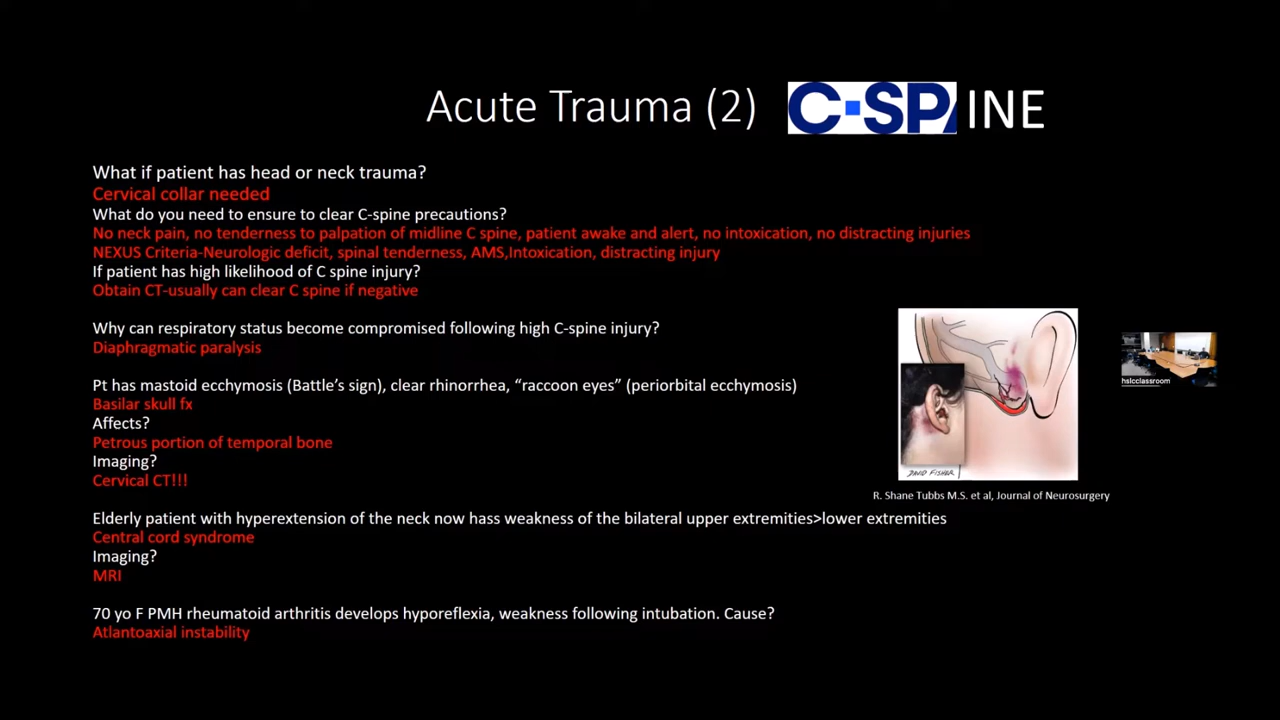 Acute Trauma (2) C·SPINE
What if patient has head or neck trauma?
Cervical collar needed
What do you need to ensure to clear C-spine precautions?
No neck pain, no tenderness to palpation of midline C spine, patient awake and alert, no intoxication, no distracting injuries
NEXUS Criteria-Neurologic deficit, spinal tenderness, AMS,Intoxication, distracting injury
If patient has high likelihood of C spine injury?
Obtain CT-usually can clear C spine if negative
Why can respiratory status become compromised following high C-spine injury?
Diaphragmatic paralysis
Pt has mastoid ecchymosis (Battle’s sign), clear rhinorrhea, “raccoon eyes” (periorbital ecchymosis)
Basilar skull fx
Affects?
Petrous portion of temporal bone
Imaging?
Cervical CT!!!
hslcclassroom
DAVID FISHER
R. Shane Tubbs M.S. et al, Journal of Neurosurgery
Elderly patient with hyperextension of the neck now hass weakness of the bilateral upper extremities>lower extremities
Central cord syndrome
Imaging?
MRI
70 yo F PMH rheumatoid arthritis develops hyporeflexia, weakness following intubation. Cause?
Atlantoaxial instability